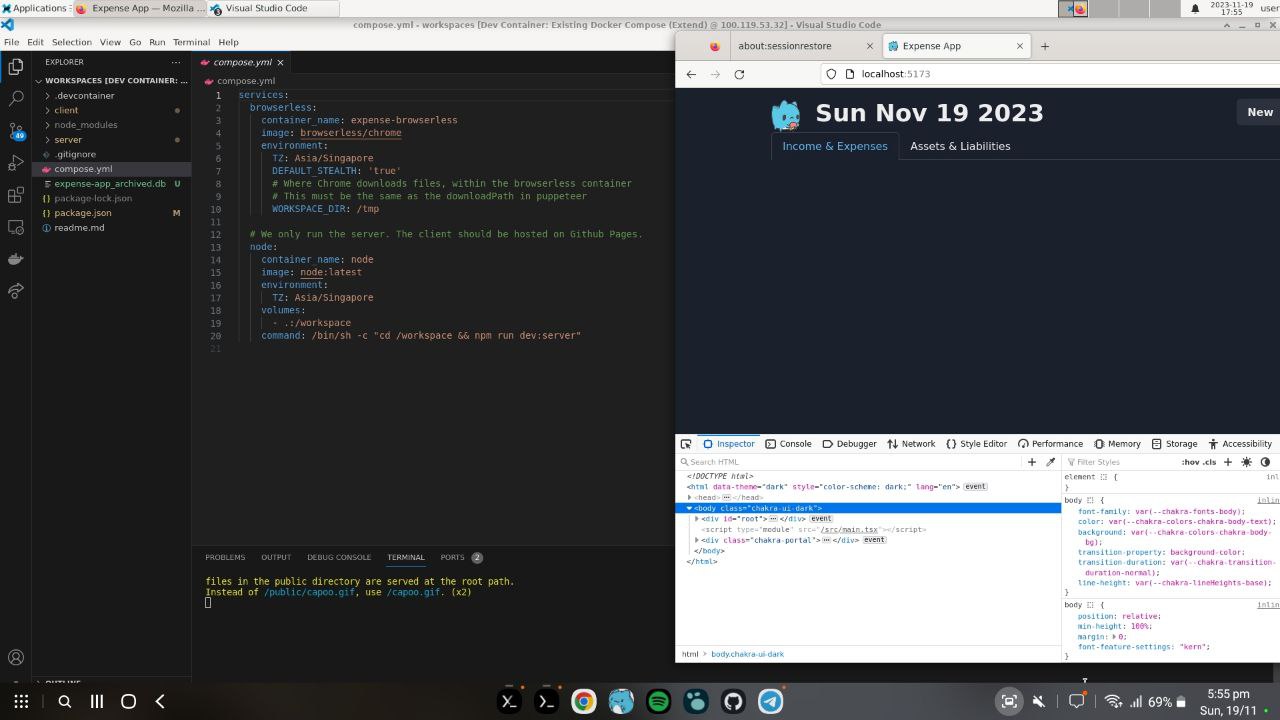 Applications
Expense App — Mozilla ...
Visual Studio Code
2023-11-19
17:55
user
compose.yml - workspaces [Dev Container: Existing Docker Compose (Extend) @ 100.119.53.32] - Visual Studio Code
File Edit Selection View Go Run Terminal Help
EXPLORER
WORKSPACES [DEV CONTAINER: ...
.devcontainer
client
node_modules
server
.gitignore
compose.yml
expense-app_archived.db U
package-lock.json
package.json M
readme.md
49
compose.yml
compose.yml
1 services:
2 browserless:
3 container_name: expense-browserless
4 image: browserless/chrome
5 environment:
6 TZ: Asia/Singapore
7 DEFAULT_STEALTH: 'true'
8 # Where Chrome downloads files, within the browserless container
9 # This must be the same as the downloadPath in puppeteer
10 WORKSPACE_DIR: /tmp
11
12 # We only run the server. The client should be hosted on Github Pages.
13 node:
14 container_name: node
15 image: node:latest
16 environment:
17 TZ: Asia/Singapore
18 volumes:
19 - .:/workspace
20 command: /bin/sh -c "cd /workspace && npm run dev:server"
21
PROBLEMS OUTPUT DEBUG CONSOLE TERMINAL PORTS 2
files in the public directory are served at the root path.
Instead of /public/capoo.gif, use /capoo.gif. (x2)
about:sessionrestore
Expense App
localhost:5173
Sun Nov 19 2023
New
Income & Expenses
Assets & Liabilities
Inspector Console Debugger Network Style Editor Performance Memory Storage Accessibility
Search HTML
<!DOCTYPE html>
<html data-theme="dark" style="color-scheme: dark;" lang="en"> event
<head> ... </head>
<body class="chakra-ui-dark">
<div id="root"> ... </div> event
<script type="module" src="/src/main.tsx"></script>
<div class="chakra-portal"> ... </div> event
</body>
</html>
html > body.chakra-ui-dark
Filter Styles :hov .cls
element { inl
}
body { inlin
font-family: var(--chakra-fonts-body);
color: var(--chakra-colors-chakra-body-text);
background: var(--chakra-colors-chakra-body-
bg);
transition-property: background-color;
transition-duration: var(--chakra-transition-
duration-normal);
line-height: var(--chakra-lineHeights-base);
}
body { inlin
position: relative;
min-height: 100%;
margin: 0;
font-feature-settings: "kern";
}
69%
5:55 pm
Sun, 19/11